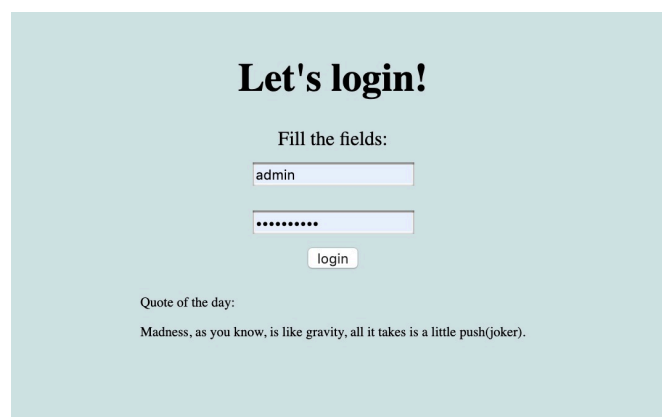 Let's login!
Fill the fields:
admin
••••••••••
login
Quote of the day:
Madness, as you know, is like gravity, all it takes is a little push(joker).